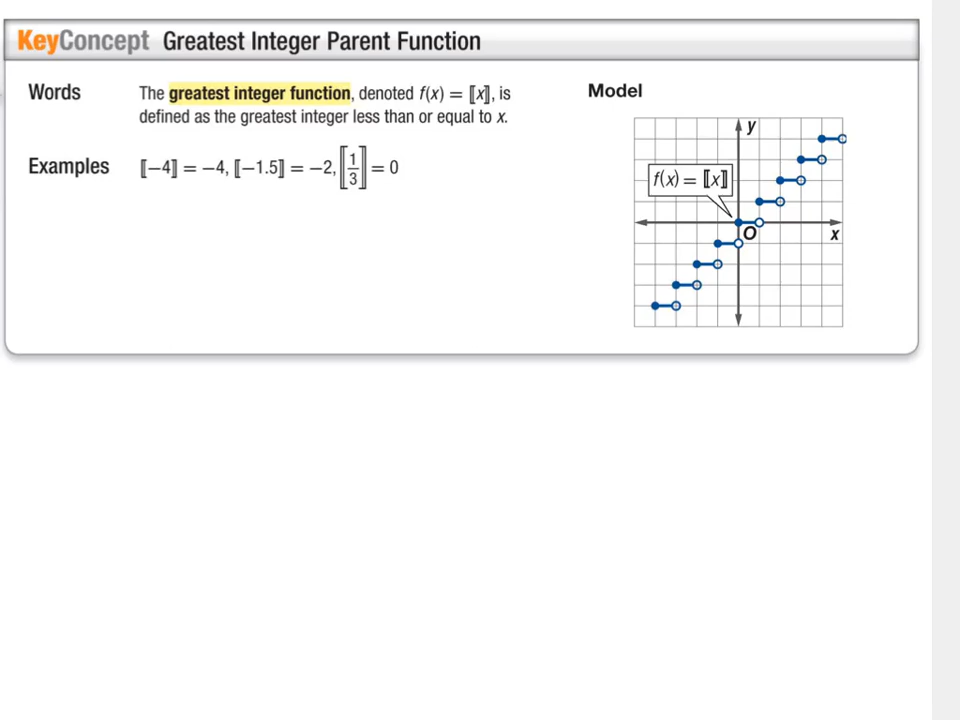 KeyConcept Greatest Integer Parent Function
Words The greatest integer function, denoted f(x) = ⟦x⟧, is
defined as the greatest integer less than or equal to x.
Examples ⟦−4⟧ = −4, ⟦−1.5⟧ = −2, ⟦1/3⟧ = 0
Model
y
f(x) = ⟦x⟧
O
x